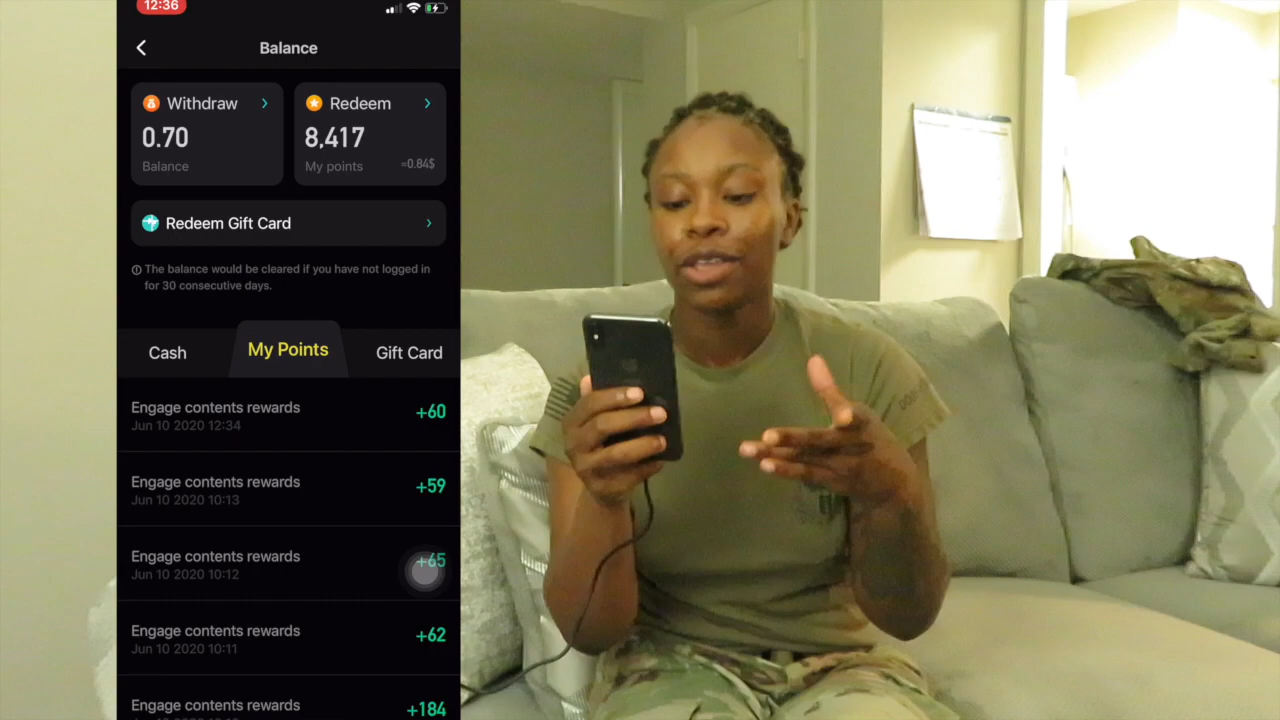 12:36
Balance
Withdraw
0.70
Balance
Redeem
8,417
My points
≈0.84$
Redeem Gift Card
The balance would be cleared if you have not logged in
for 30 consecutive days.
Cash
My Points
Gift Card
Engage contents rewards
+60
Jun 10 2020 12:34
Engage contents rewards
+59
Jun 10 2020 10:13
Engage contents rewards
+65
Jun 10 2020 10:12
Engage contents rewards
+62
Jun 10 2020 10:11
Engage contents rewards
+184